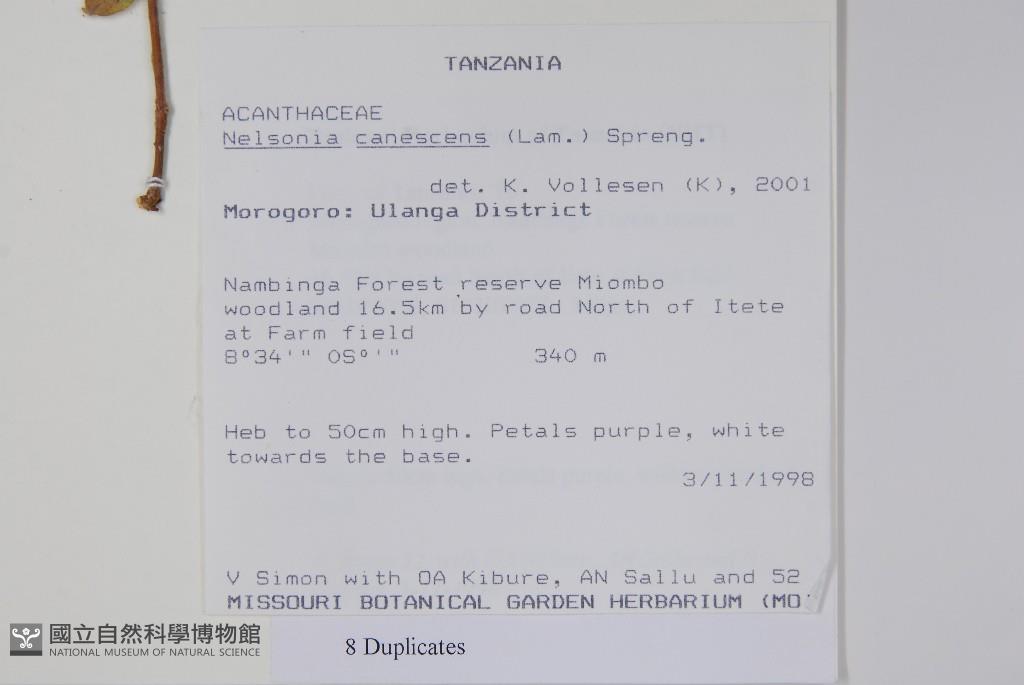 TANZANIA
ACANTHACEAE
Nelsonia canescens (Lam.) Spreng.
det. K. Vollesen (K), 2001
Morogoro: Ulanga District
Nambinga Forest reserve Miombo
woodland 16.5km by road North of Itete
at Farm field
8°34'" OS°'" 340 m
Heb to 50cm high. Petals purple, white
towards the base.
3/11/1998
V Simon with OA Kibure, AN Sallu and 52
MISSOURI BOTANICAL GARDEN HERBARIUM (MO
8 Duplicates
國立自然科學博物館
NATIONAL MUSEUM OF NATURAL SCIENCE